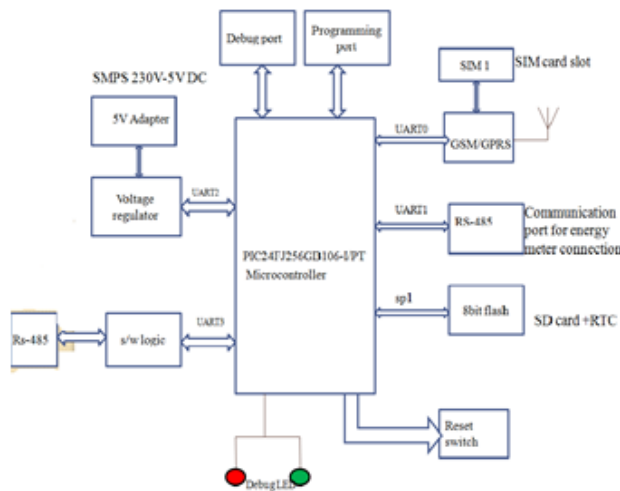 Debug port
Programming
port
SMPS 230V-5V DC
SIM 1
SIM card slot
5V Adapter
UART0
GSM/GPRS
Voltage
regulator
UART2
UART1
RS-485
Communication
port for energy
meter connection
PIC24FJ256GB106-I/PT
Microcontroller
spI
8bit flash
SD card +RTC
Rs-485
s/w logic
UART3
Reset
switch
Debug LED